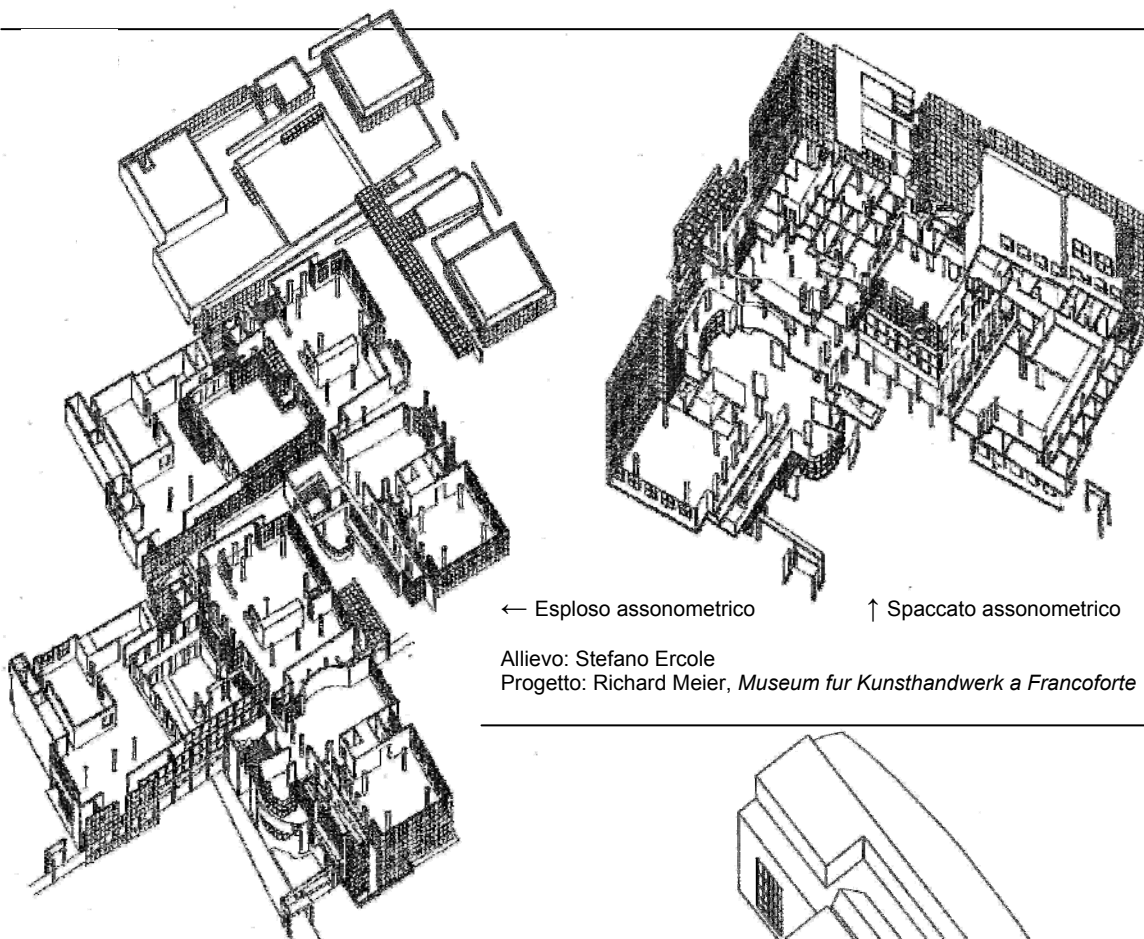 ← Esploso assonometrico
↑ Spaccato assonometrico
Allievo: Stefano Ercole
Progetto: Richard Meier, Museum fur Kunsthandwerk a Francoforte